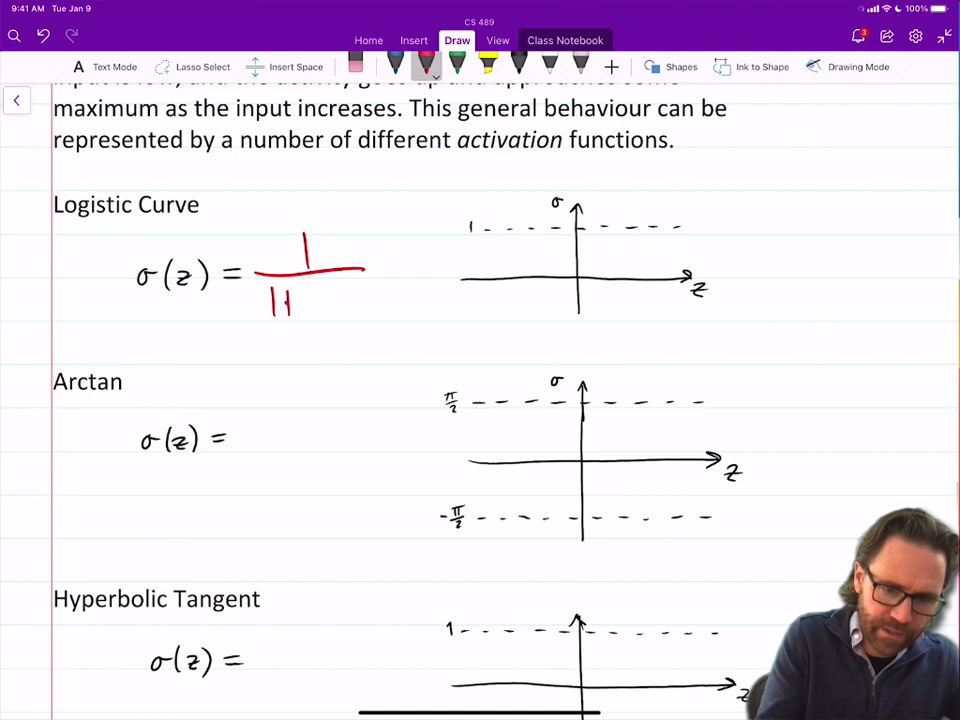 9:41 AM Tue Jan 9
100%
CS 489
Home Insert Draw View Class Notebook
3
Text Mode Lasso Select Insert Space Shapes Ink to Shape Drawing Mode
maximum as the input increases. This general behaviour can be
represented by a number of different activation functions.
Logistic Curve
σ
1
σ(z) = 1
1+
z
Arctan
σ
π/2
σ(z) =
z
-π/2
Hyperbolic Tangent
1
σ(z) =
z